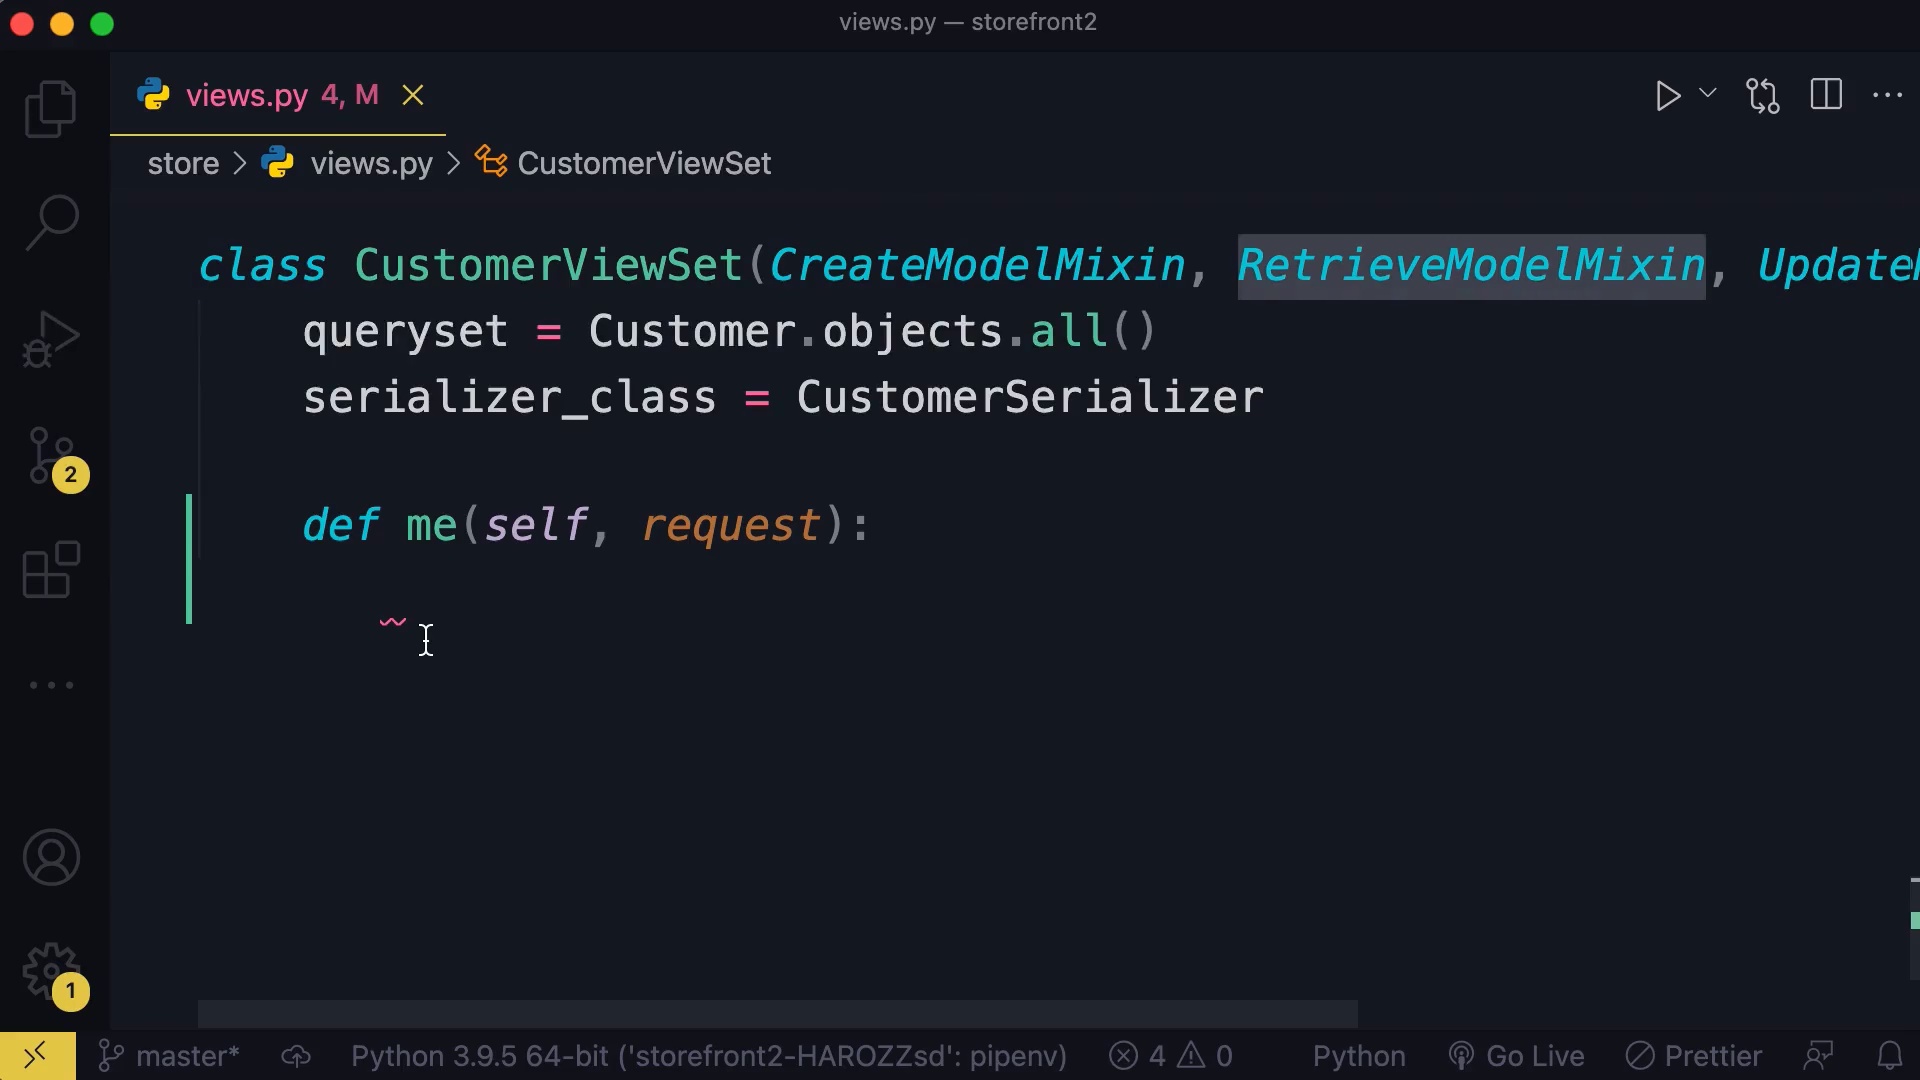 views.py — storefront2
views.py 4, M
store > views.py > CustomerViewSet
class CustomerViewSet(CreateModelMixin, RetrieveModelMixin, Update
queryset = Customer.objects.all()
serializer_class = CustomerSerializer
2
def me(self, request):
1
master* Python 3.9.5 64-bit ('storefront2-HAROZZsd': pipenv) 4 0 Python Go Live Prettier